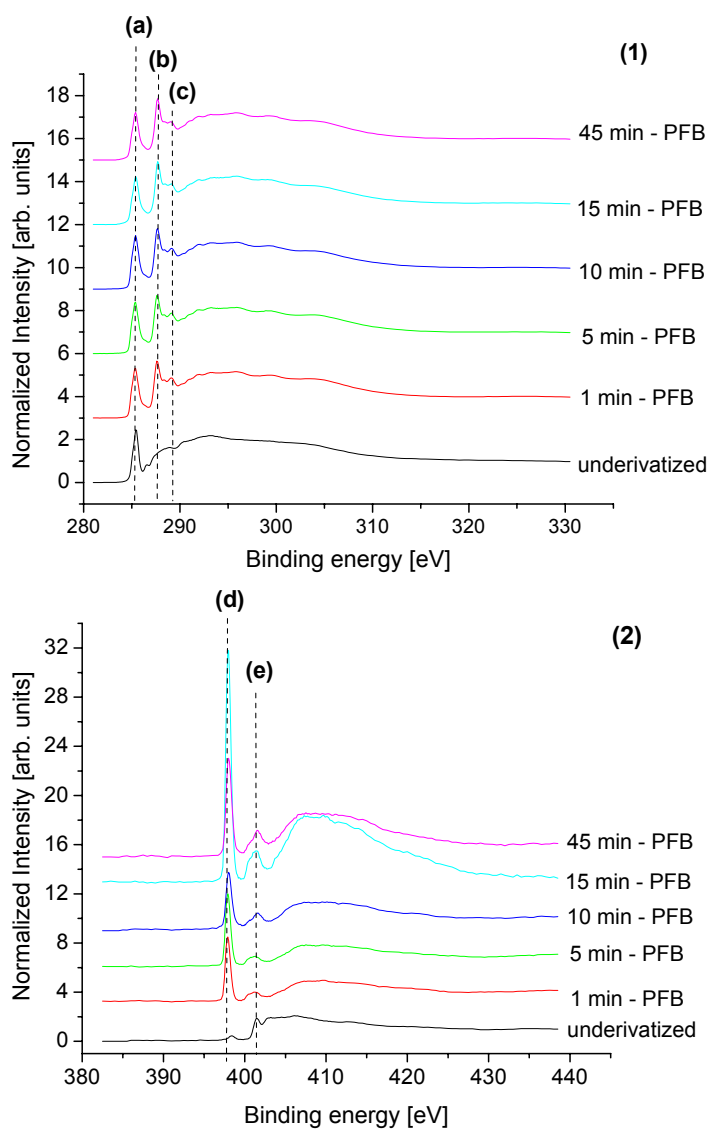 (a)
(b)
(c)
(1)
Normalized Intensity [arb. units]
18
16
14
12
10
8
6
4
2
0
45 min - PFB
15 min - PFB
10 min - PFB
5 min - PFB
1 min - PFB
underivatized
280 290 300 310 320 330
Binding energy [eV]
(d)
(e)
(2)
Normalized Intensity [arb. units]
32
28
24
20
16
12
8
4
0
45 min - PFB
15 min - PFB
10 min - PFB
5 min - PFB
1 min - PFB
underivatized
380 390 400 410 420 430 440
Binding energy [eV]